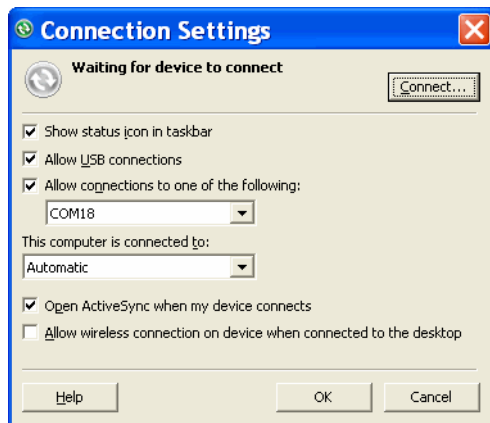 Connection Settings
Waiting for device to connect
Connect...
Show status icon in taskbar
Allow USB connections
Allow connections to one of the following:
COM18
This computer is connected to:
Automatic
Open ActiveSync when my device connects
Allow wireless connection on device when connected to the desktop
Help
OK
Cancel